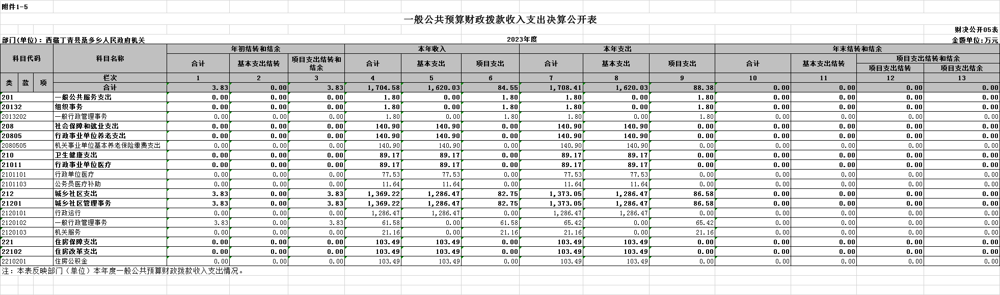 附件1-5
一般公共预算财政拨款收入支出决算公开表
财决公开05表
部门(单位)：西藏丁青县桑多乡人民政府机关 2023年度 金额单位:万元
科目代码 科目名称 年初结转和结余 本年收入 本年支出 年末结转和结余
合计 基本支出结转 项目支出结转和结余 合计 基本支出 项目支出 合计 基本支出 项目支出 合计 基本支出结转 项目支出结转和结余
项目支出结转 项目支出结余
类 款 项 栏次 1 2 3 4 5 6 7 8 9 10 11 12 13
合计 3.83 0.00 3.83 1,704.58 1,620.03 84.55 1,708.41 1,620.03 88.38 0.00 0.00 0.00 0.00
201 一般公共服务支出 0.00 0.00 0.00 1.80 0.00 1.80 1.80 0.00 1.80 0.00 0.00 0.00 0.00
20132 组织事务 0.00 0.00 0.00 1.80 0.00 1.80 1.80 0.00 1.80 0.00 0.00 0.00 0.00
2013202 一般行政管理事务 0.00 0.00 0.00 1.80 0.00 1.80 1.80 0.00 1.80 0.00 0.00 0.00 0.00
208 社会保障和就业支出 0.00 0.00 0.00 140.90 140.90 0.00 140.90 140.90 0.00 0.00 0.00 0.00 0.00
20805 行政事业单位养老支出 0.00 0.00 0.00 140.90 140.90 0.00 140.90 140.90 0.00 0.00 0.00 0.00 0.00
2080505 机关事业单位基本养老保险缴费支出 0.00 0.00 0.00 140.90 140.90 0.00 140.90 140.90 0.00 0.00 0.00 0.00 0.00
210 卫生健康支出 0.00 0.00 0.00 89.17 89.17 0.00 89.17 89.17 0.00 0.00 0.00 0.00 0.00
21011 行政事业单位医疗 0.00 0.00 0.00 89.17 89.17 0.00 89.17 89.17 0.00 0.00 0.00 0.00 0.00
2101101 行政单位医疗 0.00 0.00 0.00 77.53 77.53 0.00 77.53 77.53 0.00 0.00 0.00 0.00 0.00
2101103 公务员医疗补助 0.00 0.00 0.00 11.64 11.64 0.00 11.64 11.64 0.00 0.00 0.00 0.00 0.00
212 城乡社区支出 3.83 0.00 3.83 1,369.22 1,286.47 82.75 1,373.05 1,286.47 86.58 0.00 0.00 0.00 0.00
21201 城乡社区管理事务 3.83 0.00 3.83 1,369.22 1,286.47 82.75 1,373.05 1,286.47 86.58 0.00 0.00 0.00 0.00
2120101 行政运行 0.00 0.00 0.00 1,286.47 1,286.47 0.00 1,286.47 1,286.47 0.00 0.00 0.00 0.00 0.00
2120102 一般行政管理事务 3.83 0.00 3.83 61.58 0.00 61.58 65.42 0.00 65.42 0.00 0.00 0.00 0.00
2120103 机关服务 0.00 0.00 0.00 21.16 0.00 21.16 21.16 0.00 21.16 0.00 0.00 0.00 0.00
221 住房保障支出 0.00 0.00 0.00 103.49 103.49 0.00 103.49 103.49 0.00 0.00 0.00 0.00 0.00
22102 住房改革支出 0.00 0.00 0.00 103.49 103.49 0.00 103.49 103.49 0.00 0.00 0.00 0.00 0.00
2210201 住房公积金 0.00 0.00 0.00 103.49 103.49 0.00 103.49 103.49 0.00 0.00 0.00 0.00 0.00
注：本表反映部门（单位）本年度一般公共预算财政拨款收入支出情况。